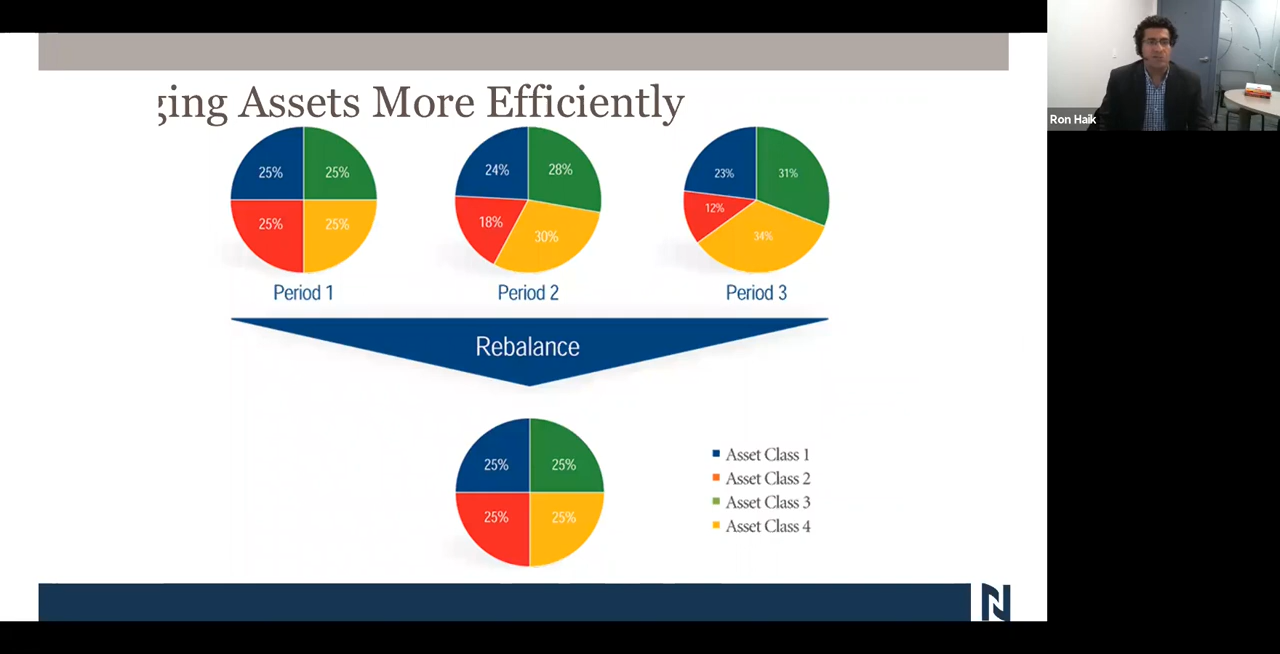 ging Assets More Efficiently
25% 25%
25% 25%
Period 1
24% 28%
18% 30%
Period 2
23% 31%
12% 34%
Period 3
Rebalance
25% 25%
25% 25%
Asset Class 1
Asset Class 2
Asset Class 3
Asset Class 4
N
Ron Haik